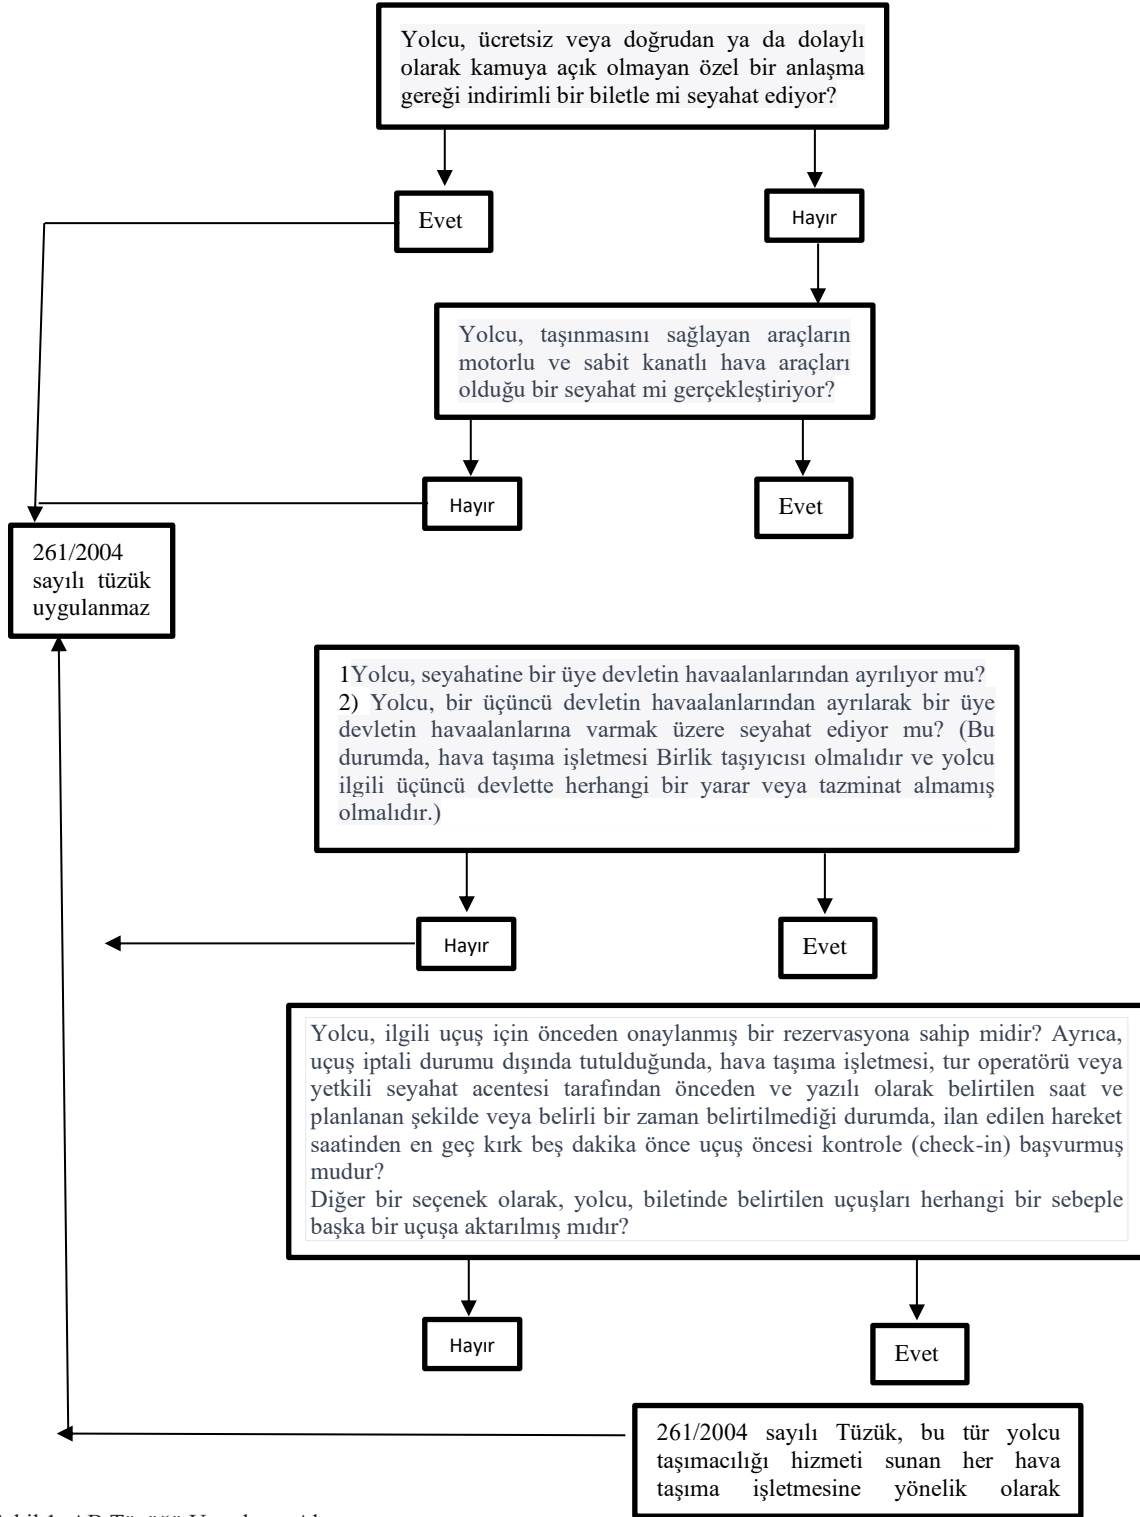 Yolcu, ücretsiz veya doğrudan ya da dolaylı
olarak kamuya açık olmayan özel bir anlaşma
gereği indirimli bir biletle mi seyahat ediyor?
Evet
Hayır
Yolcu, taşınmasını sağlayan araçların
motorlu ve sabit kanatlı hava araçları
olduğu bir seyahat mi gerçekleştiriyor?
Hayır
Evet
261/2004
sayılı tüzük
uygulanmaz
1Yolcu, seyahatine bir üye devletin havaalanlarından ayrılıyor mu?
2) Yolcu, bir üçüncü devletin havaalanlarından ayrılarak bir üye
devletin havaalanlarına varmak üzere seyahat ediyor mu? (Bu
durumda, hava taşıma işletmesi Birlik taşıyıcısı olmalıdır ve yolcu
ilgili üçüncü devlette herhangi bir yarar veya tazminat almamış
olmalıdır.)
Hayır
Evet
Yolcu, ilgili uçuş için önceden onaylanmış bir rezervasyona sahip midir? Ayrıca,
uçuş iptali durumu dışında tutulduğunda, hava taşıma işletmesi, tur operatörü veya
yetkili seyahat acentesi tarafından önceden ve yazılı olarak belirtilen saat ve
planlanan şekilde veya belirli bir zaman belirtilmediği durumda, ilan edilen hareket
saatinden en geç kırk beş dakika önce uçuş öncesi kontrole (check-in) başvurmuş
mudur?
Diğer bir seçenek olarak, yolcu, biletinde belirtilen uçuşları herhangi bir sebeple
başka bir uçuşa aktarılmış mıdır?
Hayır
Evet
261/2004 sayılı Tüzük, bu tür yolcu
taşımacılığı hizmeti sunan her hava
taşıma işletmesine yönelik olarak